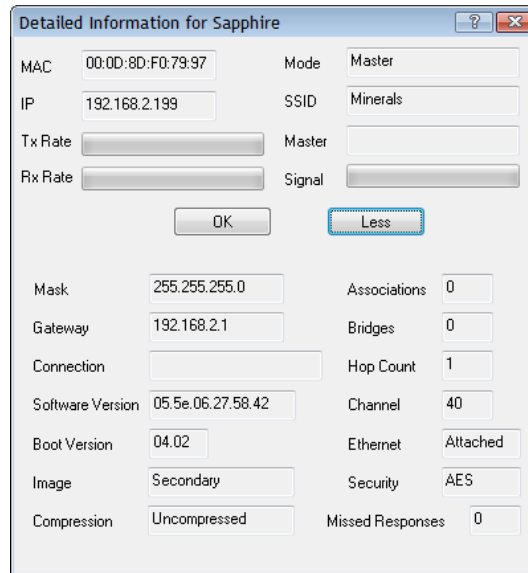 Detailed Information for Sapphire
MAC 00:0D:8D:F0:79:97 Mode Master
IP 192.168.2.199 SSID Minerals
Tx Rate Master
Rx Rate Signal
OK Less
Mask 255.255.255.0 Associations 0
Gateway 192.168.2.1 Bridges 0
Connection Hop Count 1
Software Version 05.5e.06.27.58.42 Channel 40
Boot Version 04.02 Ethernet Attached
Image Secondary Security AES
Compression Uncompressed Missed Responses 0